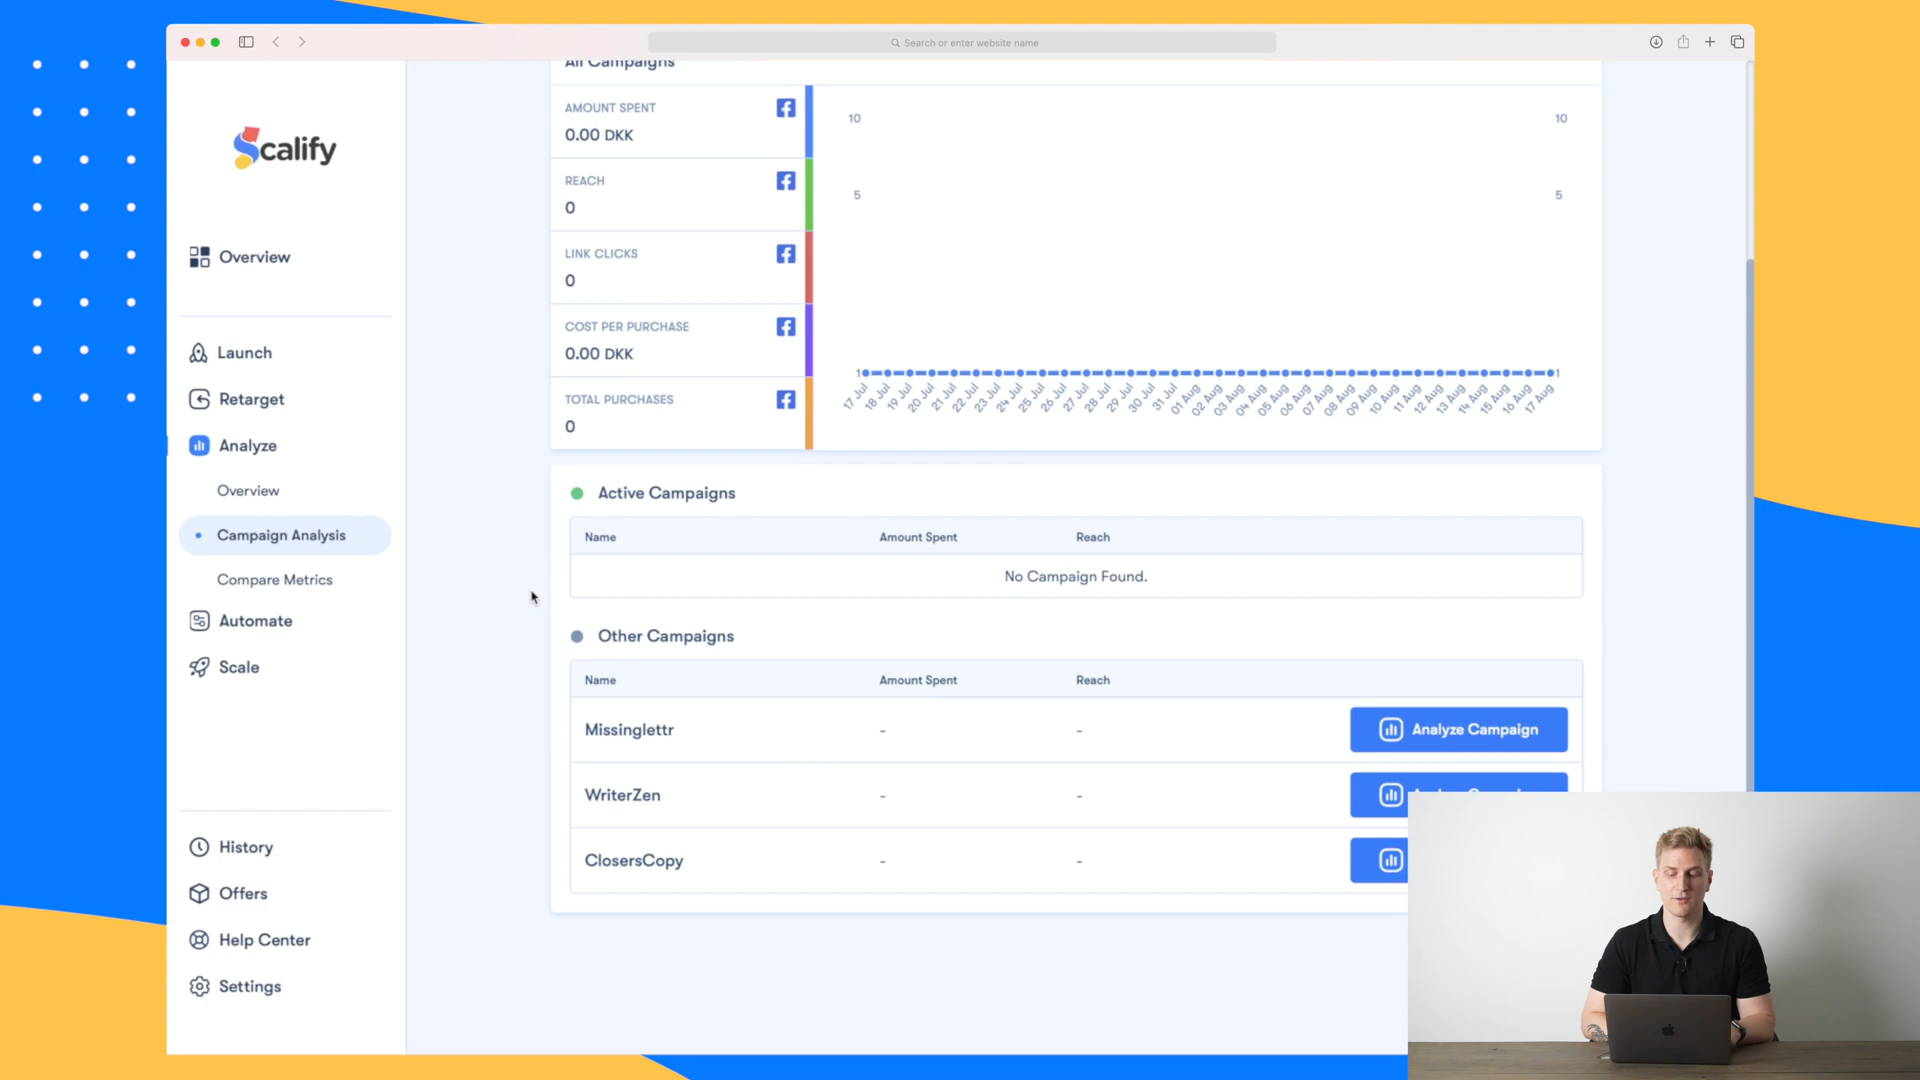 Search or enter website name
Scalify
Overview
Launch
Retarget
Analyze
Overview
Campaign Analysis
Compare Metrics
Automate
Scale
History
Offers
Help Center
Settings
All Campaigns
AMOUNT SPENT
0.00 DKK
REACH
0
LINK CLICKS
0
COST PER PURCHASE
0.00 DKK
TOTAL PURCHASES
0
10 10
5 5
1 1
17 Jul 18 Jul 19 Jul 20 Jul 21 Jul 22 Jul 23 Jul 24 Jul 25 Jul 26 Jul 27 Jul 28 Jul 29 Jul 30 Jul 31 Jul 01 Aug 02 Aug 03 Aug 04 Aug 05 Aug 06 Aug 07 Aug 08 Aug 09 Aug 10 Aug 11 Aug 12 Aug 13 Aug 14 Aug 15 Aug 16 Aug 17 Aug
Active Campaigns
Name Amount Spent Reach
No Campaign Found.
Other Campaigns
Name Amount Spent Reach
Missinglettr - - Analyze Campaign
WriterZen - -
ClosersCopy - -